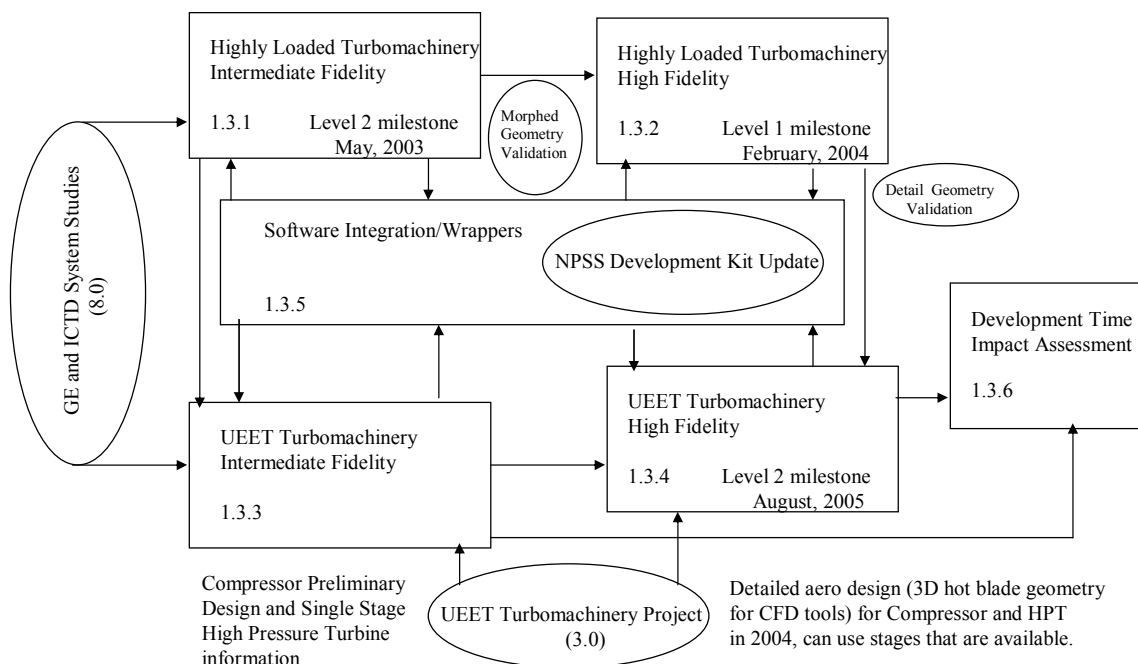 Highly Loaded Turbomachinery
Intermediate Fidelity
1.3.1 Level 2 milestone
May, 2003
Morphed
Geometry
Validation
Highly Loaded Turbomachinery
High Fidelity
1.3.2 Level 1 milestone
February, 2004
Detail Geometry
Validation
GE and ICTD System Studies
(8.0)
Software Integration/Wrappers
NPSS Development Kit Update
1.3.5
Development Time
Impact Assessment
1.3.6
UEET Turbomachinery
Intermediate Fidelity
1.3.3
UEET Turbomachinery
High Fidelity
1.3.4 Level 2 milestone
August, 2005
Compressor Preliminary
Design and Single Stage
High Pressure Turbine
information
UEET Turbomachinery Project
(3.0)
Detailed aero design (3D hot blade geometry
for CFD tools) for Compressor and HPT
in 2004, can use stages that are available.